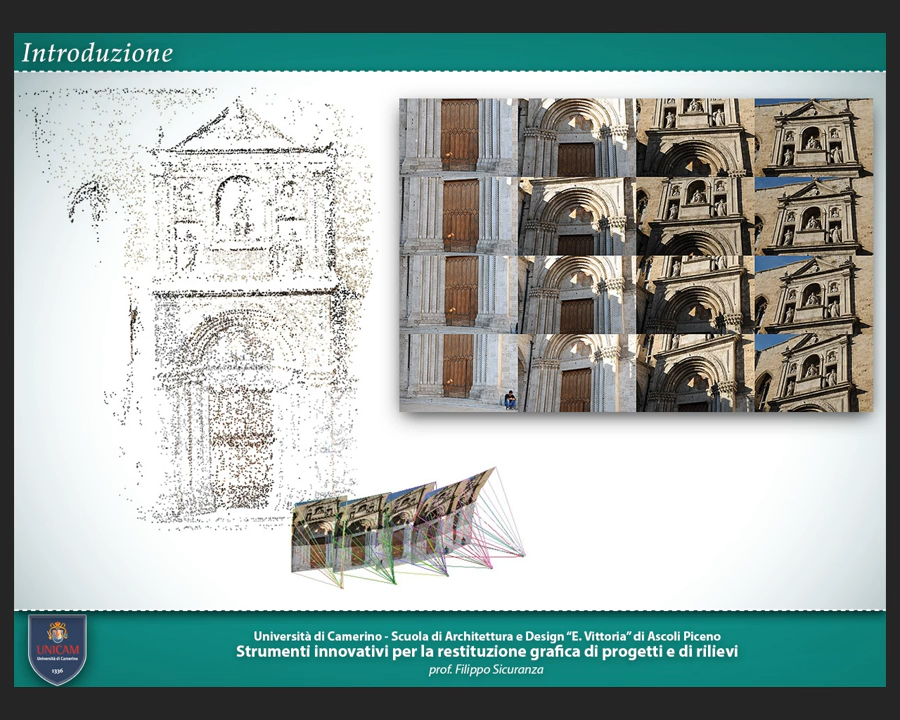 Introduzione
UNICAM
Università di Camerino
1336
Università di Camerino - Scuola di Architettura e Design “E. Vittoria” di Ascoli Piceno
Strumenti innovativi per la restituzione grafica di progetti e di rilievi
prof. Filippo Sicuranza